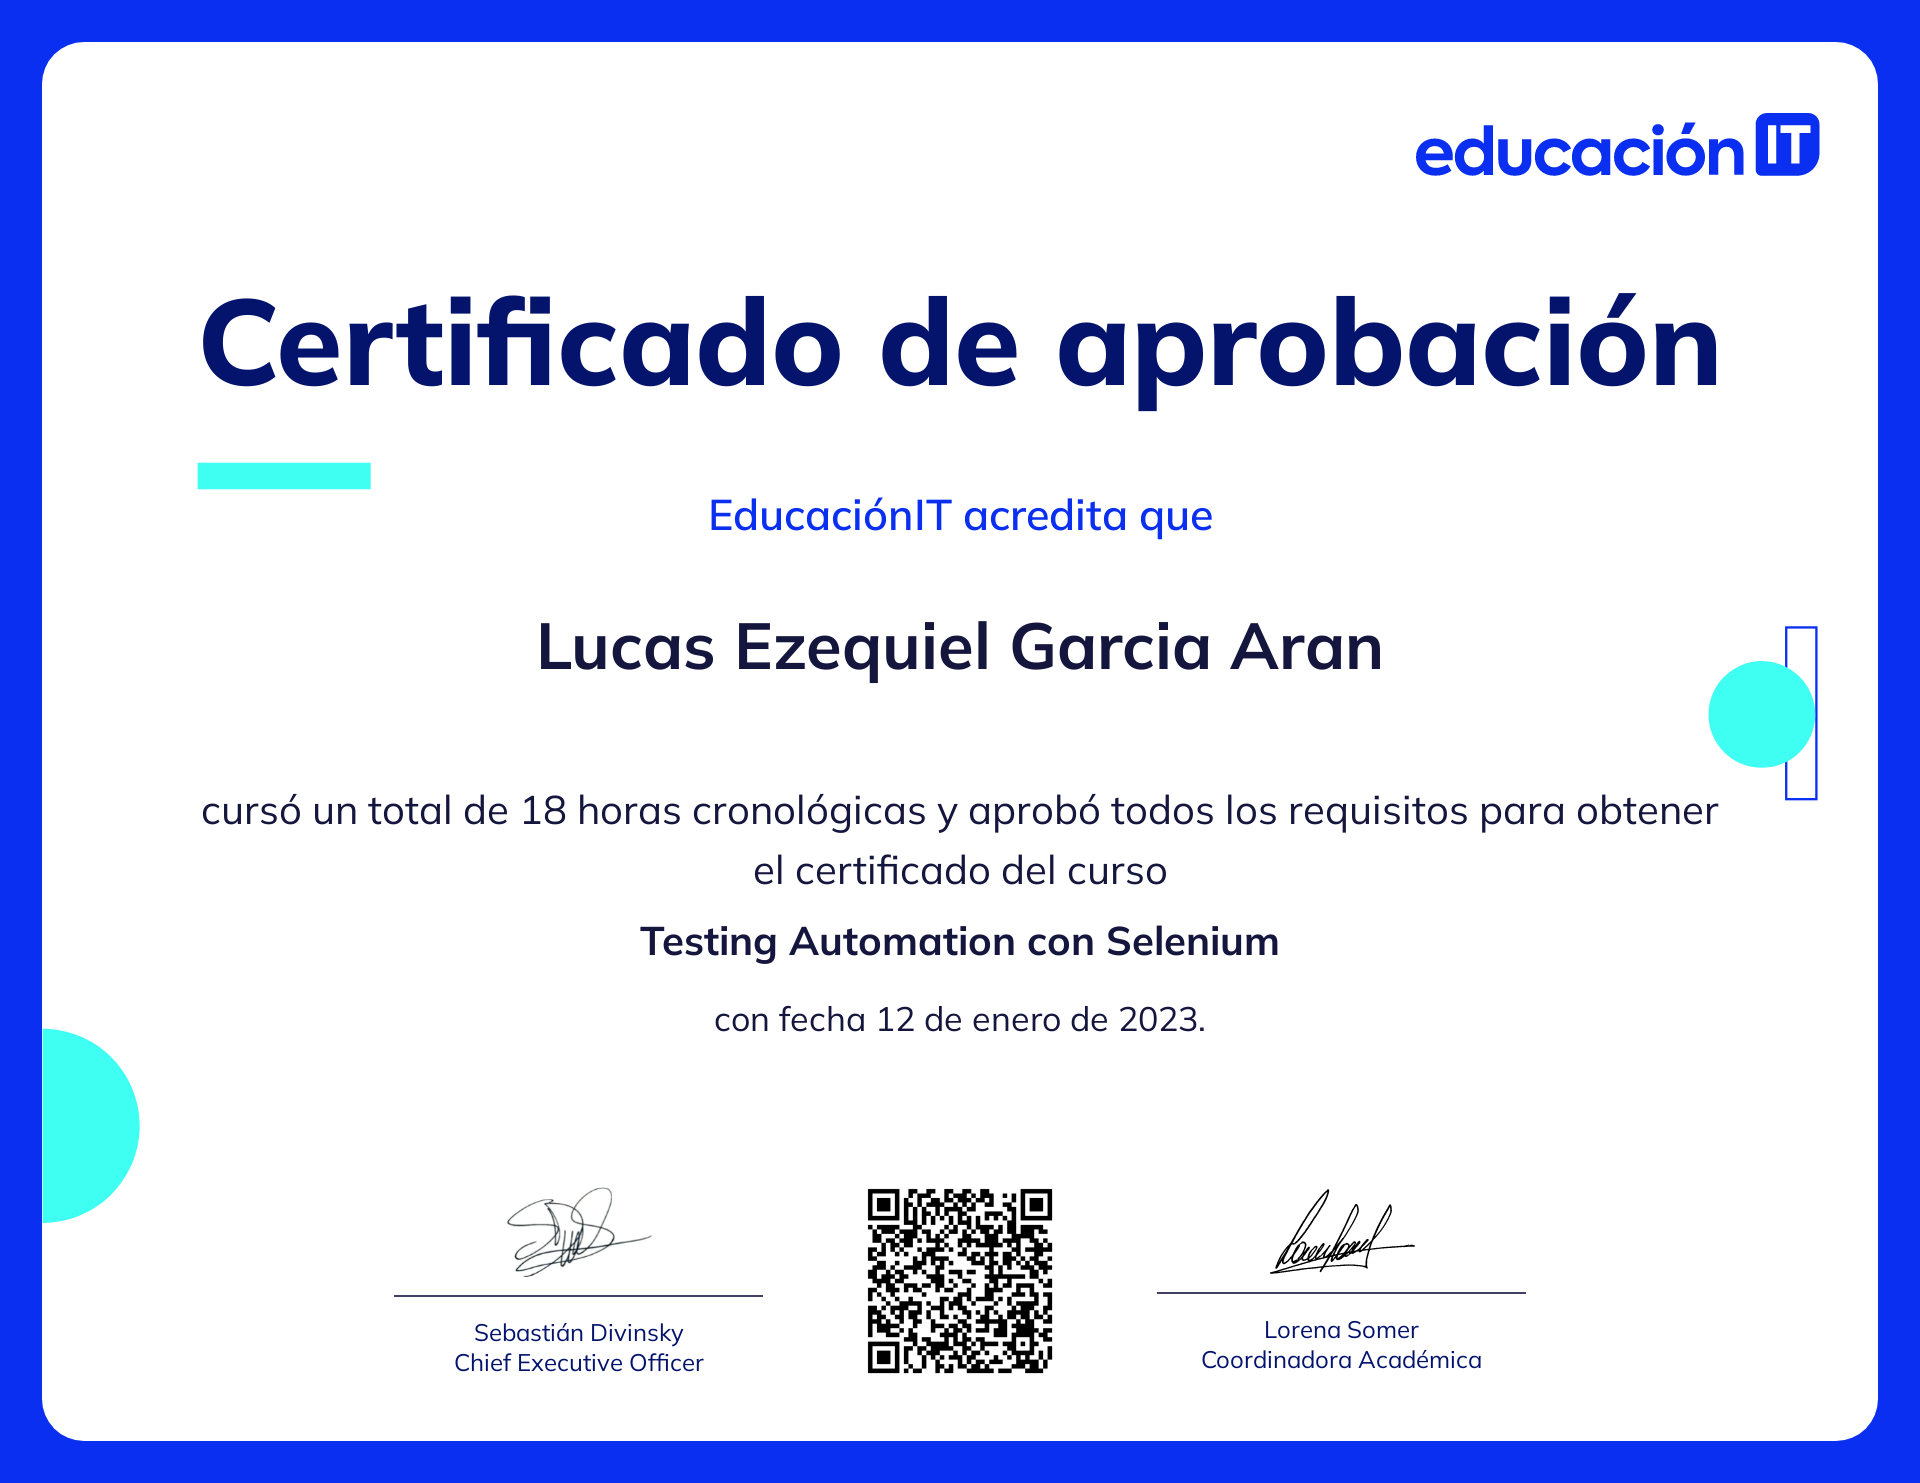 educación IT
Certificado de aprobación
EducaciónIT acredita que
Lucas Ezequiel Garcia Aran
cursó un total de 18 horas cronológicas y aprobó todos los requisitos para obtener
el certificado del curso
Testing Automation con Selenium
con fecha 12 de enero de 2023.
Sebastián Divinsky
Chief Executive Officer
Lorena Somer
Coordinadora Académica